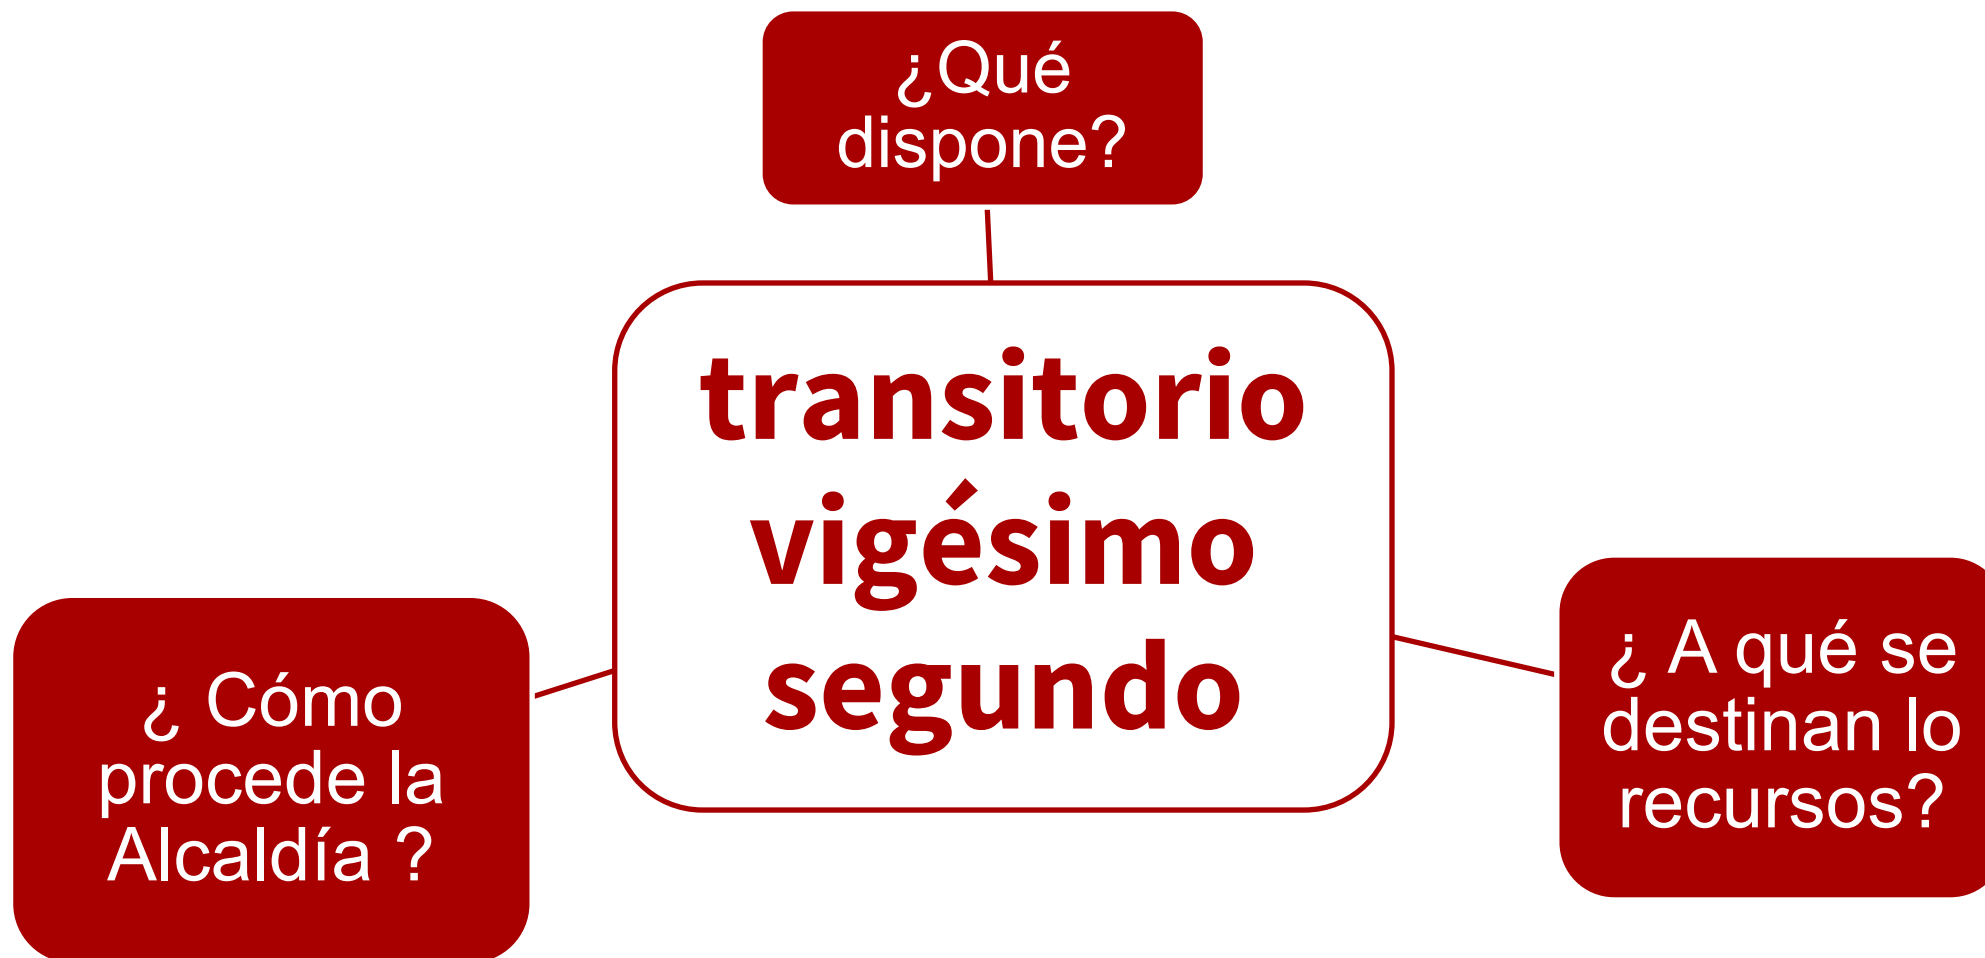 ¿Qué
dispone?
transitorio
vigésimo
segundo
¿ Cómo
procede la
Alcaldía ?
¿ A qué se
destinan lo
recursos?